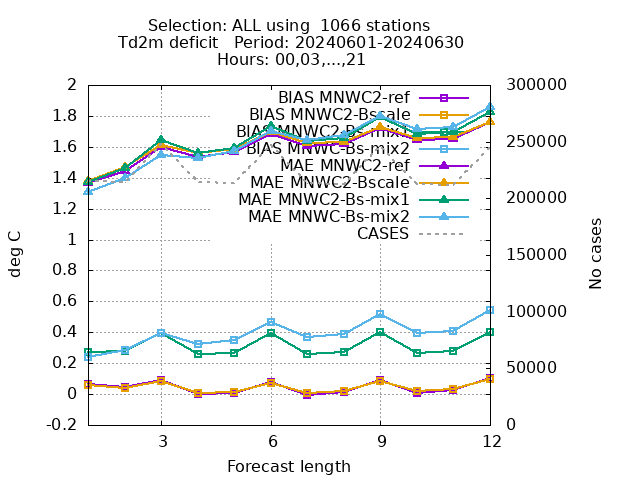 Selection: ALL using  1066 stations
Td2m deficit   Period: 20240601-20240630
Hours: 00,03,...,21
2
1.8
1.6
1.4
1.2
1
0.8
0.6
0.4
0.2
0
-0.2
deg C
300000
250000
200000
150000
100000
50000
0
No cases
BIAS MNWC2-ref
BIAS MNWC2-Bscale
BIAS MNWC2-Bs-mix1
BIAS MNWC-Bs-mix2
MAE MNWC2-ref
MAE MNWC2-Bscale
MAE MNWC-Bs-mix1
MAE MNWC-Bs-mix2
CASES
3
6
9
12
Forecast length